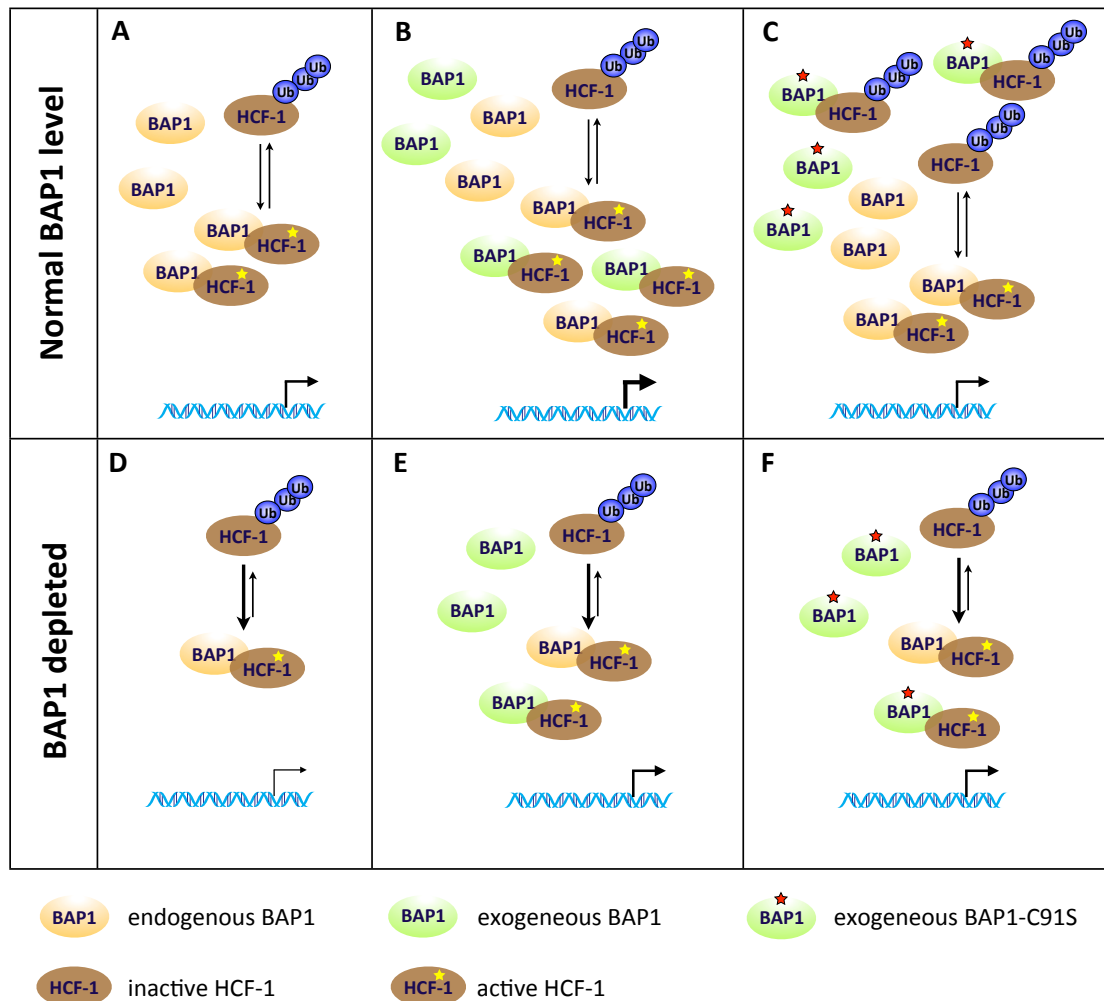 Normal BAP1 level
A
Ub
Ub
Ub
HCF-1
BAP1
BAP1
BAP1
HCF-1
BAP1
HCF-1
B
Ub
Ub
Ub
BAP1
HCF-1
BAP1
BAP1
BAP1
BAP1
HCF-1
BAP1
HCF-1
BAP1
HCF-1
BAP1
HCF-1
C
Ub
Ub
Ub
BAP1
HCF-1
Ub
Ub
Ub
BAP1
HCF-1
Ub
Ub
Ub
HCF-1
BAP1
BAP1
BAP1
BAP1
BAP1
HCF-1
BAP1
HCF-1
BAP1 depleted
D
Ub
Ub
Ub
HCF-1
BAP1
HCF-1
E
Ub
Ub
Ub
HCF-1
BAP1
BAP1
BAP1
HCF-1
BAP1
HCF-1
F
Ub
Ub
Ub
HCF-1
BAP1
BAP1
BAP1
HCF-1
BAP1
HCF-1
BAP1 endogenous BAP1
BAP1 exogeneous BAP1
BAP1 exogeneous BAP1-C91S
HCF-1 inactive HCF-1
HCF-1 active HCF-1